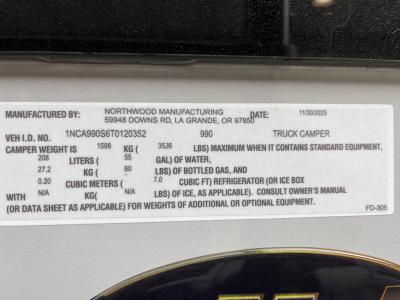 MANUFACTURED BY: NORTHWOOD MANUFACTURING DATE: 11/30/2025
59948 DOWNS RD, LA GRANDE, OR 97850
VEH I.D. NO. 1NCA990S6T0120352 990 TRUCK CAMPER
CAMPER WEIGHT IS 1599 KG ( 3526 LBS) MAXIMUM WHEN IT CONTAINS STANDARD EQUIPMENT,
208 LITERS ( 55 GAL) OF WATER,
27.2 KG ( 60 LBS) OF BOTTLED GAS, AND
0.20 CUBIC METERS ( 7.0 CUBIC FT) REFRIGERATOR (OR ICE BOX
WITH N/A KG ( N/A LBS) OF ICE, AS APPLICABLE). CONSULT OWNER'S MANUAL
(OR DATA SHEET AS APPLICABLE) FOR WEIGHTS OF ADDITIONAL OR OPTIONAL EQUIPMENT.
FD-305